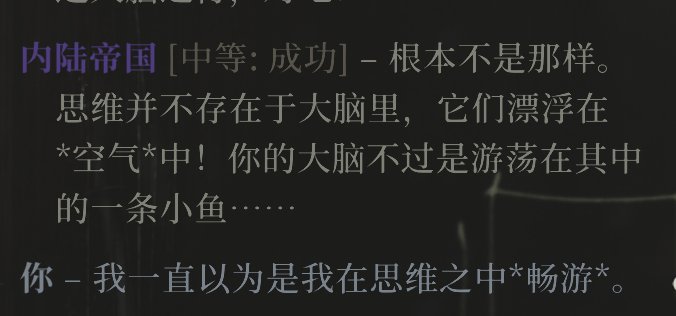 内陆帝国 [中等: 成功] – 根本不是那样。
思维并不存在于大脑里，它们漂浮在
*空气*中！你的大脑不过是游荡在其中
的一条小鱼……
你 – 我一直以为是我在思维之中*畅游*。